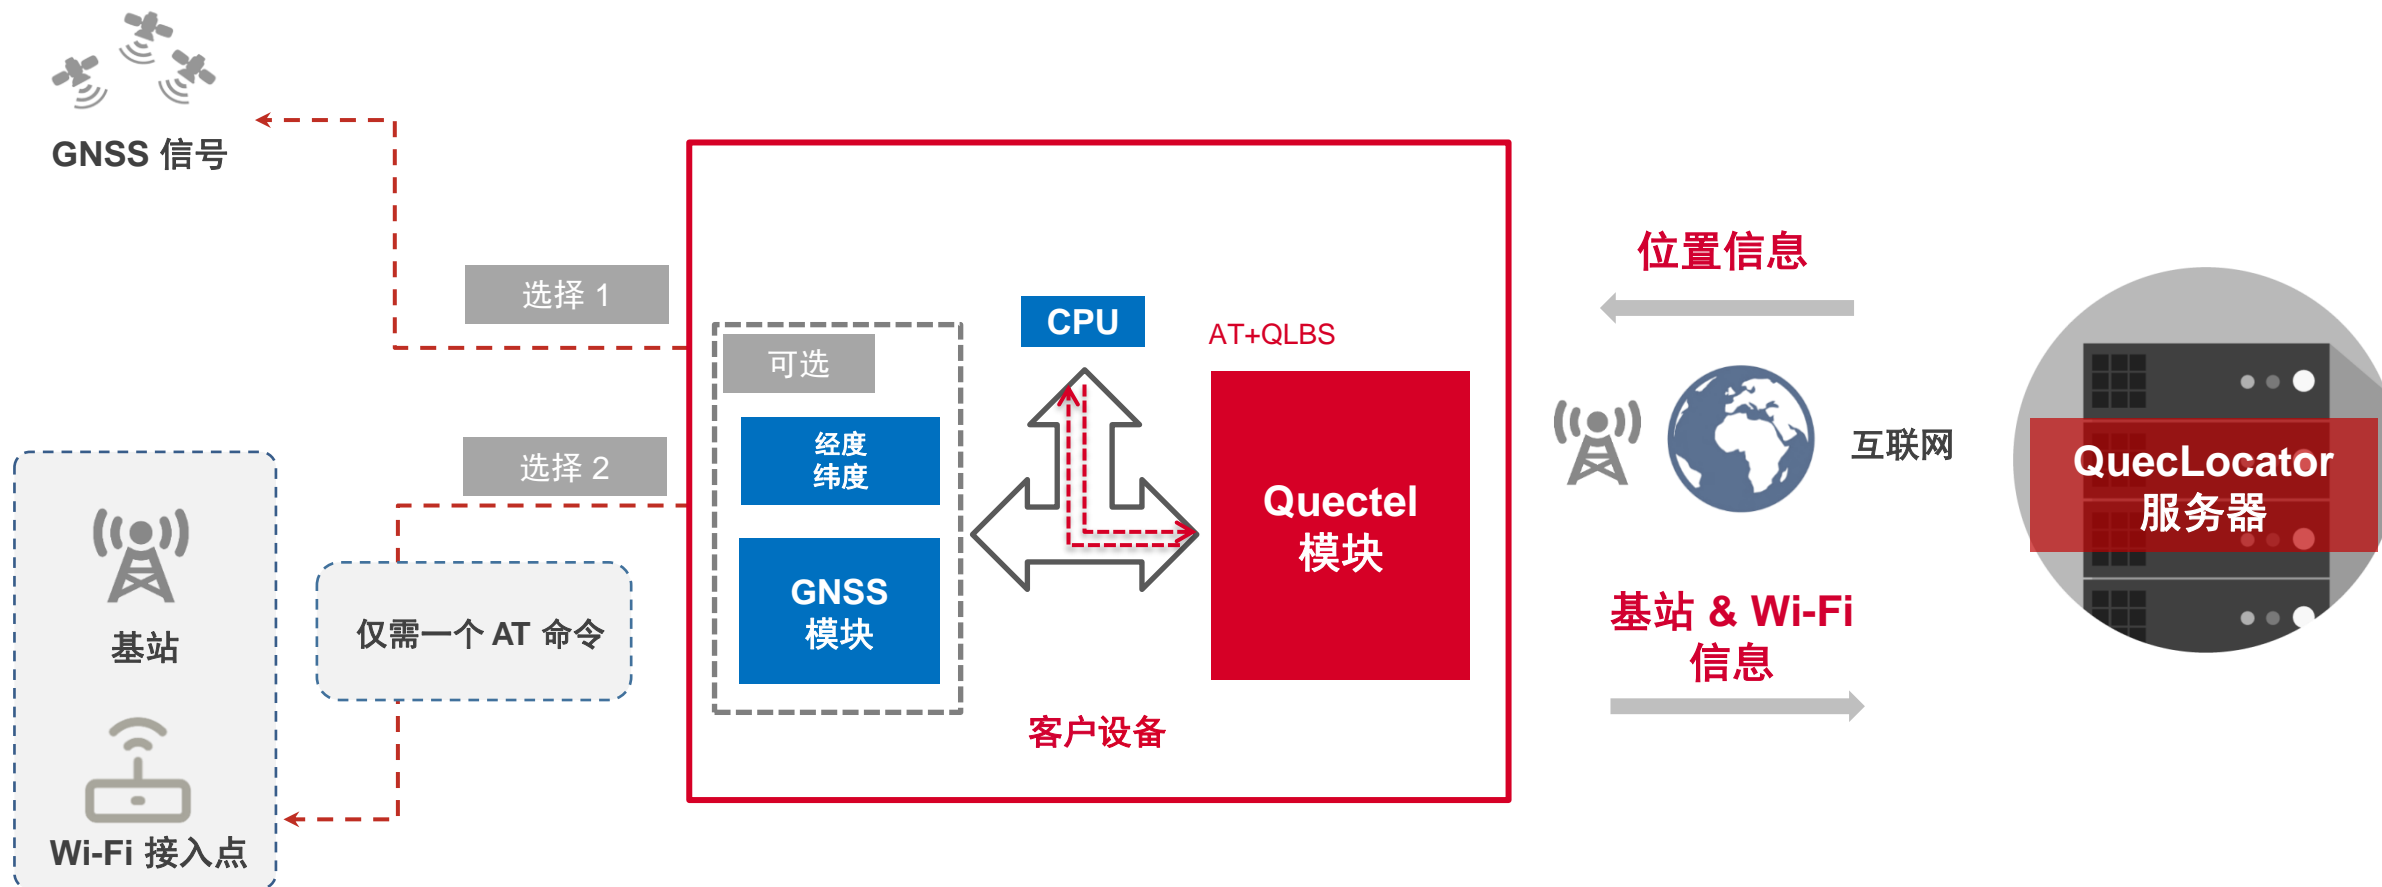 GNSS 信号
选择 1
选择 2
基站
Wi-Fi 接入点
仅需一个 AT 命令
可选
经度
纬度
GNSS
模块
CPU
AT+QLBS
Quectel
模块
客户设备
位置信息
互联网
基站 & Wi-Fi
信息
QuecLocator
服务器